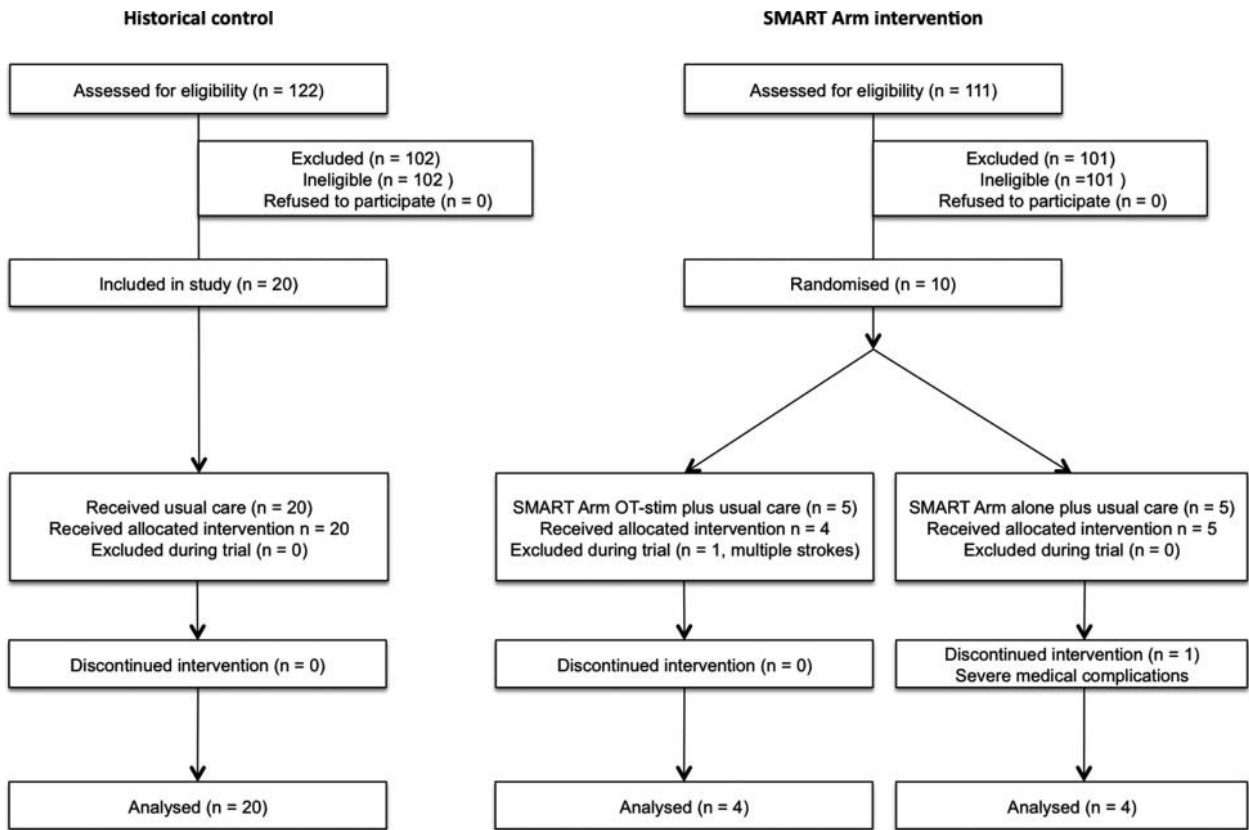 Historical control
Assessed for eligibility (n = 122)
Excluded (n = 102)
Ineligible (n = 102 )
Refused to participate (n = 0)
Included in study (n = 20)
Received usual care (n = 20)
Received allocated intervention n = 20
Excluded during trial (n = 0)
Discontinued intervention (n = 0)
Analysed (n = 20)
SMART Arm intervention
Assessed for eligibility (n = 111)
Excluded (n = 101)
Ineligible (n =101 )
Refused to participate (n = 0)
Randomised (n = 10)
SMART Arm OT-stim plus usual care (n = 5)
Received allocated intervention n = 4
Excluded during trial (n = 1, multiple strokes)
Discontinued intervention (n = 0)
Analysed (n = 4)
SMART Arm alone plus usual care (n = 5)
Received allocated intervention n = 5
Excluded during trial (n = 0)
Discontinued intervention (n = 1)
Severe medical complications
Analysed (n = 4)